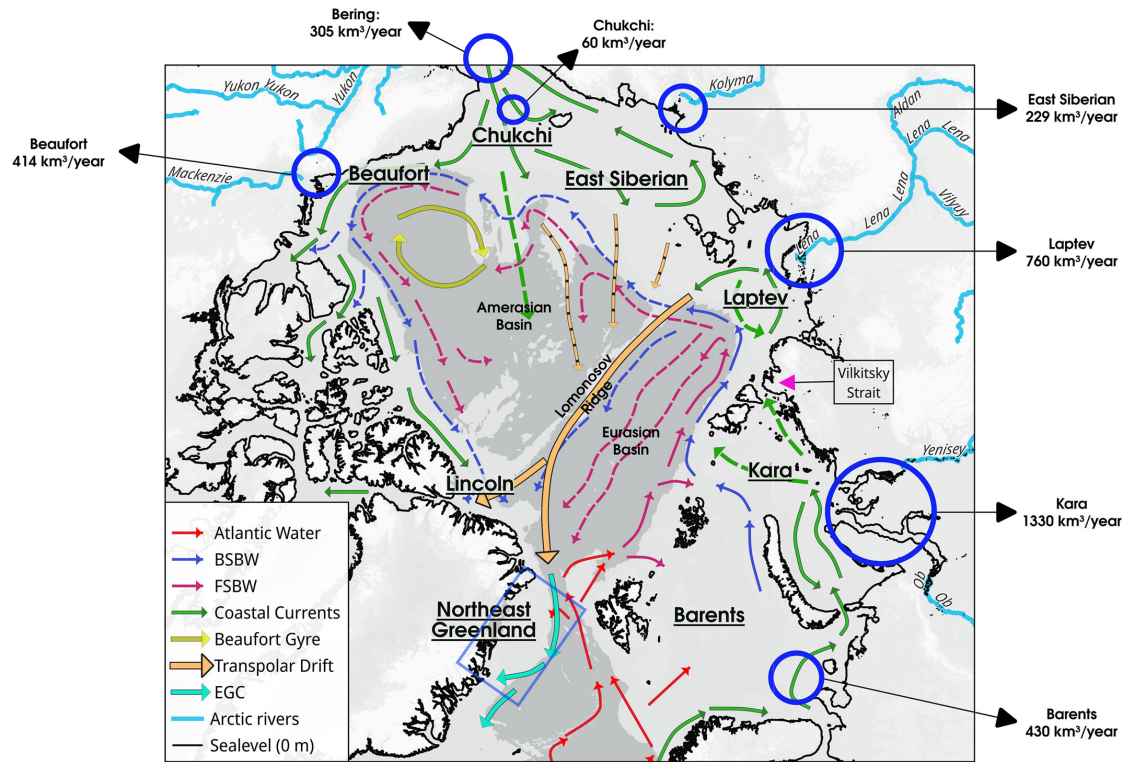 Bering:
305 km³/year
Chukchi:
60 km³/year
East Siberian
229 km³/year
Beaufort
414 km³/year
Laptev
760 km³/year
Kara
1330 km³/year
Barents
430 km³/year
Yukon
Yukon
Yukon
Mackenzie
Kolyma
Aldan
Lena
Lena
Lena
Lena
Lena
Vilyuy
Yenisey
Ob
Ob
Chukchi
Beaufort
East Siberian
Laptev
Amerasian
Basin
Lomonosov
Ridge
Vilkitsky
Strait
Eurasian
Basin
Kara
Lincoln
Northeast
Greenland
Barents
Atlantic Water
BSBW
FSBW
Coastal Currents
Beaufort Gyre
Transpolar Drift
EGC
Arctic rivers
Sealevel (0 m)